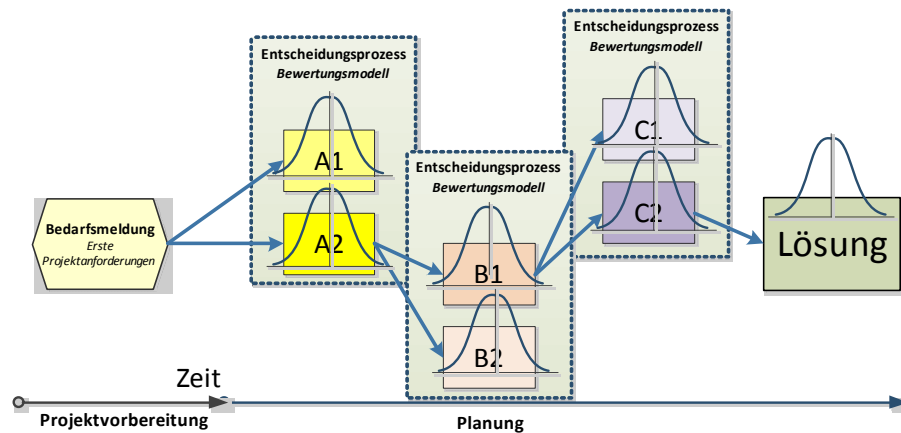 Entscheidungsprozess
Bewertungsmodell
A1
A2
Bedarfsmeldung
Erste
Projektanforderungen
Entscheidungsprozess
Bewertungsmodell
B1
B2
Entscheidungsprozess
Bewertungsmodell
C1
C2
Lösung
Zeit
Projektvorbereitung
Planung